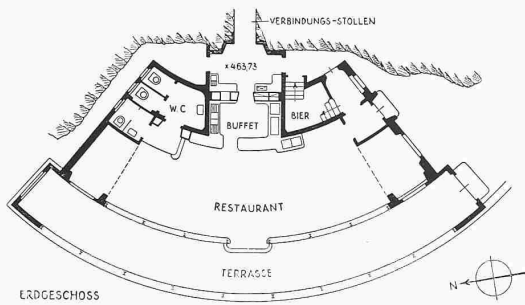 VERBINDUNGS-STOLLEN
×463,73
W.C
BUFFET
BIER
RESTAURANT
TERRASSE
N
ERDGESCHOSS